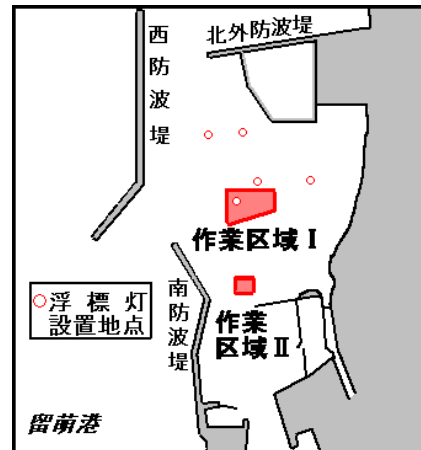 北外防波堤
西防波堤
作業区域Ⅰ
浮標灯
設置地点
南防波堤
作業
区域Ⅱ
留萌港